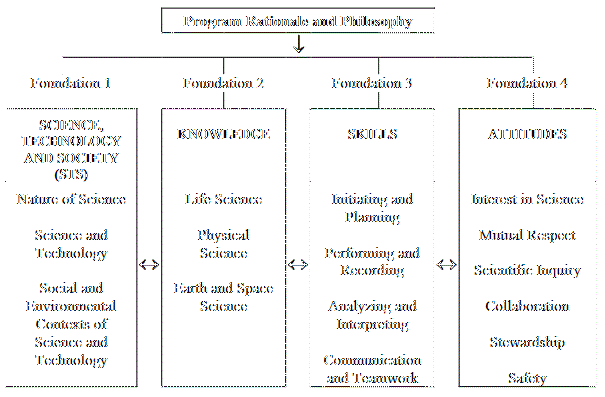 Program Rationale and Philosophy
Foundation 1
Foundation 2
Foundation 3
Foundation 4
SCIENCE,
TECHNOLOGY
AND SOCIETY
(STS)
Nature of Science
Science and
Technology
Social and
Environmental
Contexts of
Science and
Technology
KNOWLEDGE
Life Science
Physical
Science
Earth and Space
Science
SKILLS
Initiating and
Planning
Performing and
Recording
Analyzing and
Interpreting
Communication
and Teamwork
ATTITUDES
Interest in Science
Mutual Respect
Scientific Inquiry
Collaboration
Stewardship
Safety